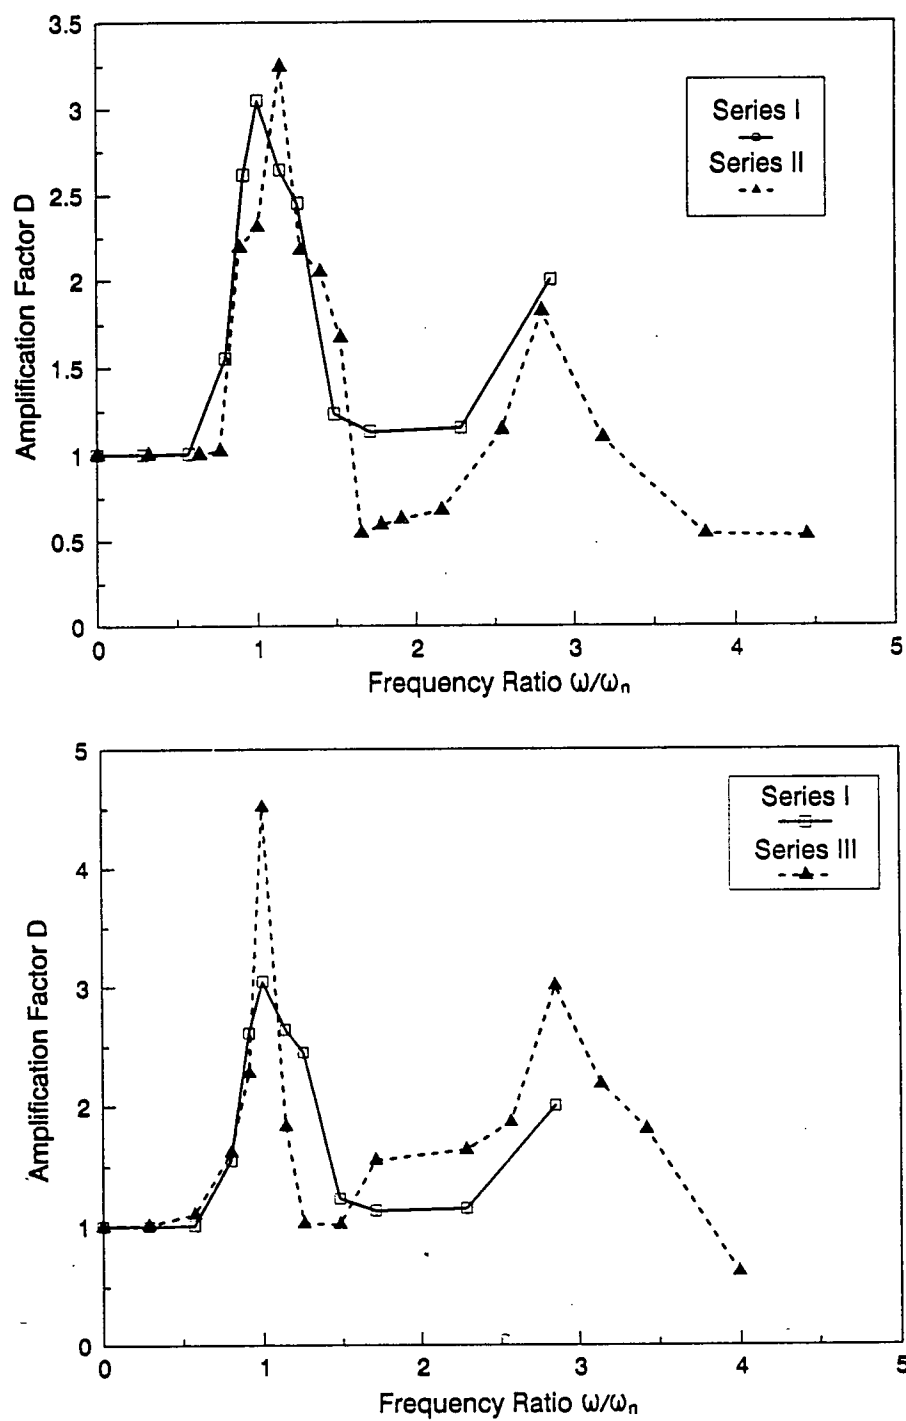 3.5
3
2.5
2
1.5
1
0.5
0
Amplification Factor D
Series I
Series II
0 1 2 3 4 5
Frequency Ratio ω/ωₙ
5
4
3
2
1
0
Amplification Factor D
Series I
Series III
0 1 2 3 4 5
Frequency Ratio ω/ωₙ